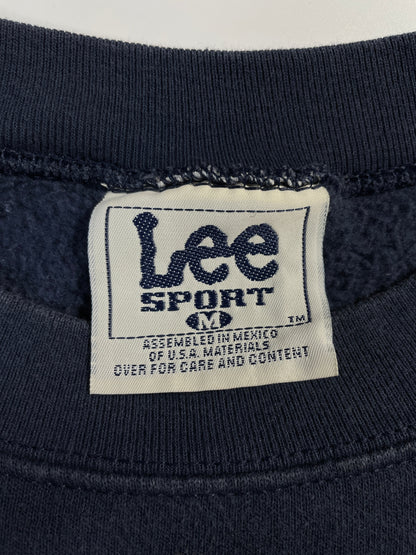 Lee
SPORT
M
TM
ASSEMBLED IN MEXICO
OF U.S.A. MATERIALS
OVER FOR CARE AND CONTENT